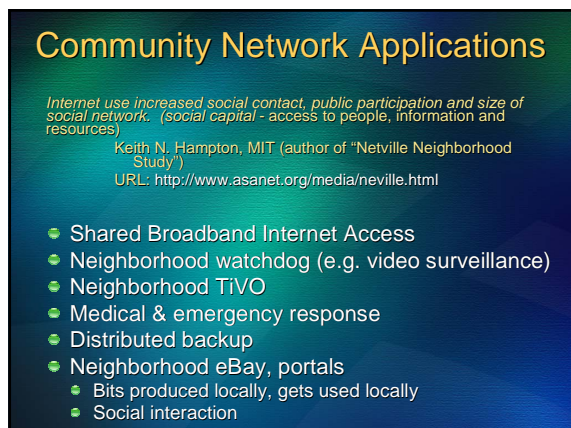 Community Network Applications
Internet use increased social contact, public participation and size of
social network. (social capital - access to people, information and
resources)
Keith N. Hampton, MIT (author of “Netville Neighborhood
Study”)
URL: http://www.asanet.org/media/neville.html
Shared Broadband Internet Access
Neighborhood watchdog (e.g. video surveillance)
Neighborhood TiVO
Medical & emergency response
Distributed backup
Neighborhood eBay, portals
Bits produced locally, gets used locally
Social interaction